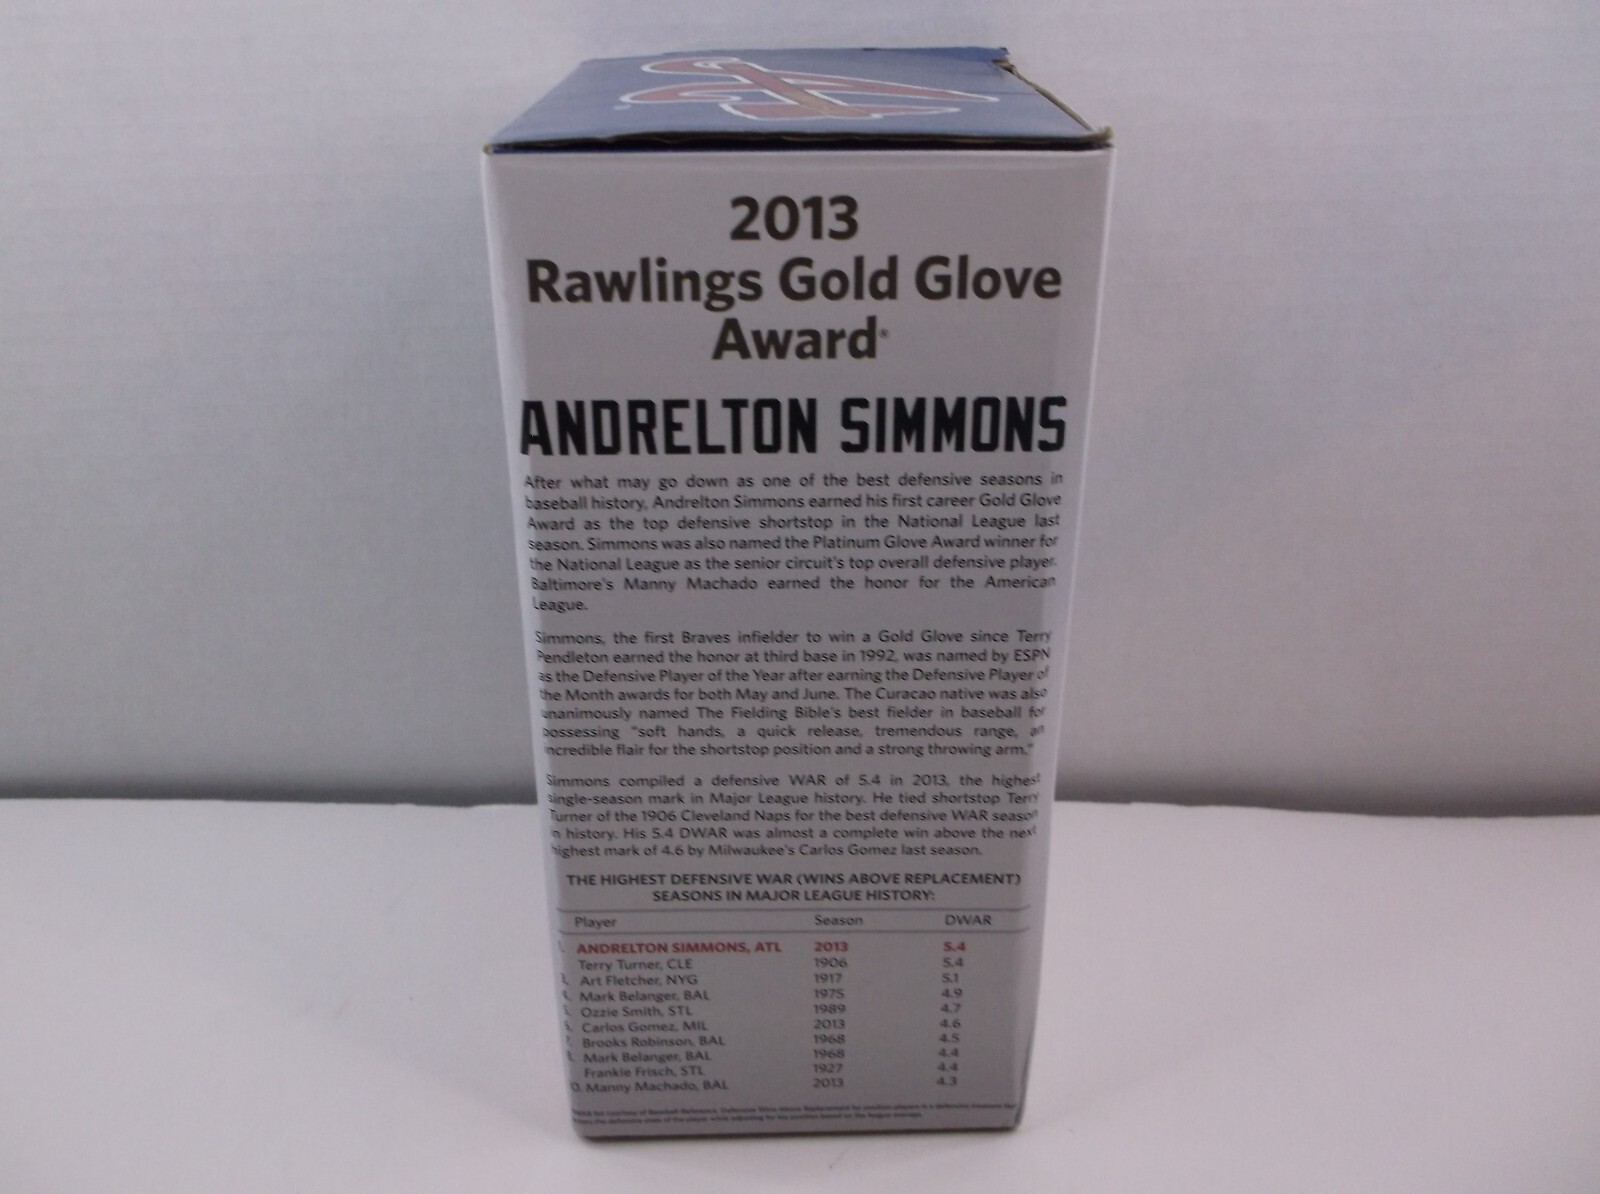 2013
Rawlings Gold Glove
Award®
ANDRELTON SIMMONS
After what may go down as one of the best defensive seasons in
baseball history, Andrelton Simmons earned his first career Gold Glove
Award as the top defensive shortstop in the National League last
season. Simmons was also named the Platinum Glove Award winner for
the National League as the senior circuit's top overall defensive player.
Baltimore's Manny Machado earned the honor for the American
League.
Simmons, the first Braves infielder to win a Gold Glove since Terry
Pendleton earned the honor at third base in 1992, was named by ESPN
as the Defensive Player of the Year after earning the Defensive Player of
the Month awards for both May and June. The Curacao native was also
unanimously named The Fielding Bible's best fielder in baseball for
possessing "soft hands, a quick release, tremendous range, an
incredible flair for the shortstop position and a strong throwing arm."
Simmons compiled a defensive WAR of 5.4 in 2013, the highest
single-season mark in Major League history. He tied shortstop Terry
Turner of the 1906 Cleveland Naps for the best defensive WAR season
in history. His 5.4 DWAR was almost a complete win above the next
highest mark of 4.6 by Milwaukee's Carlos Gomez last season.
THE HIGHEST DEFENSIVE WAR (WINS ABOVE REPLACEMENT)
SEASONS IN MAJOR LEAGUE HISTORY:
Player Season DWAR
1. ANDRELTON SIMMONS, ATL 2013 5.4
Terry Turner, CLE 1906 5.4
3. Art Fletcher, NYG 1917 5.1
4. Mark Belanger, BAL 1975 4.9
5. Ozzie Smith, STL 1989 4.7
6. Carlos Gomez, MIL 2013 4.6
7. Brooks Robinson, BAL 1968 4.5
8. Mark Belanger, BAL 1968 4.4
Frankie Frisch, STL 1927 4.4
10. Manny Machado, BAL 2013 4.3